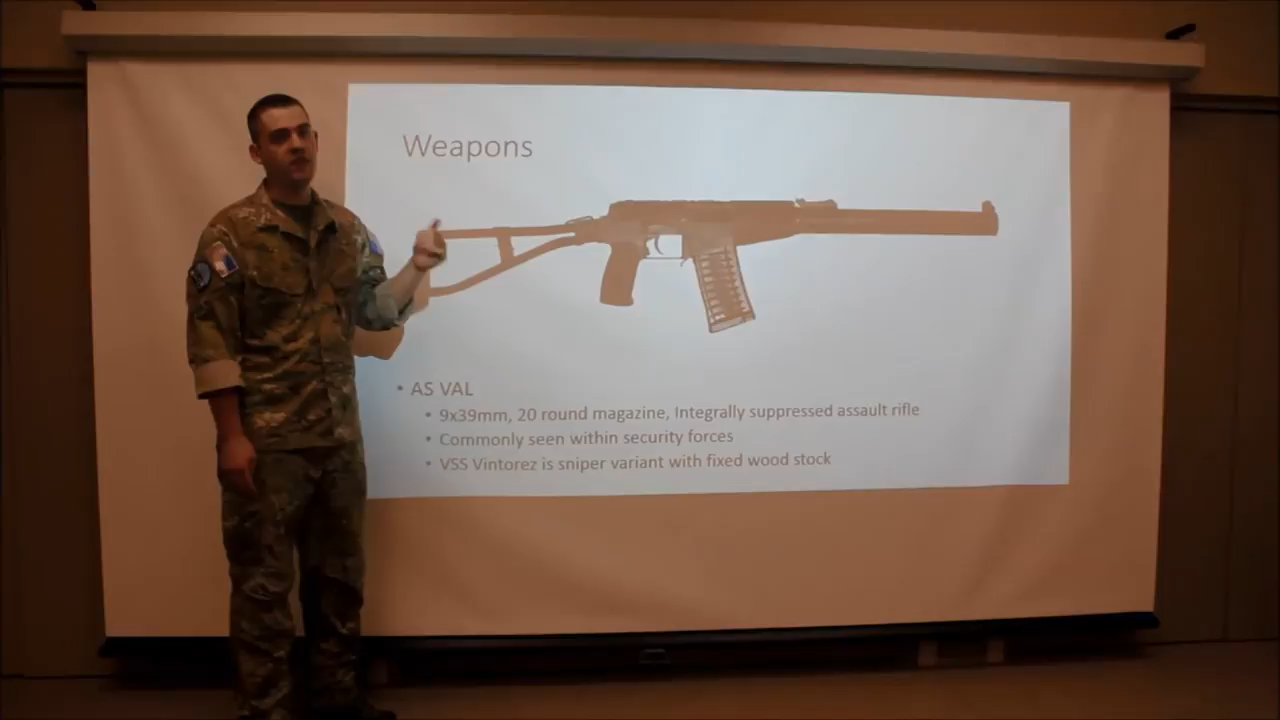 Weapons
• AS VAL
• 9x39mm, 20 round magazine, Integrally suppressed assault rifle
• Commonly seen within security forces
• VSS Vintorez is sniper variant with fixed wood stock